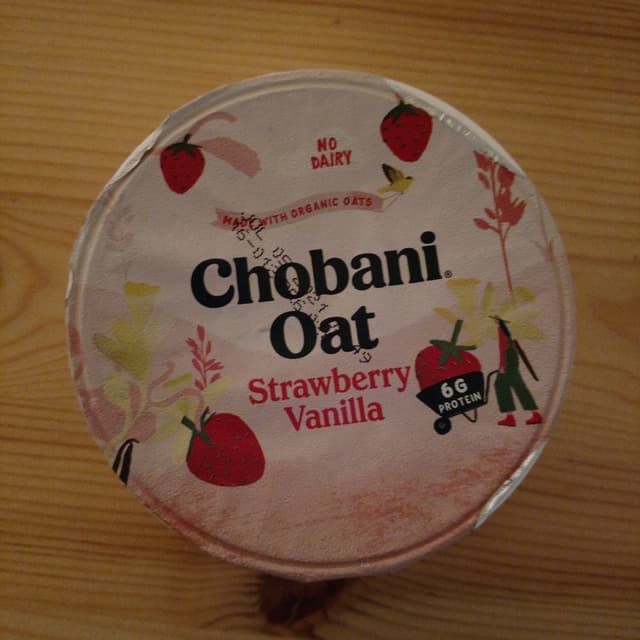 NO
DAIRY
MADE WITH ORGANIC OATS
Chobani®
Oat
Strawberry
Vanilla
6G
PROTEIN